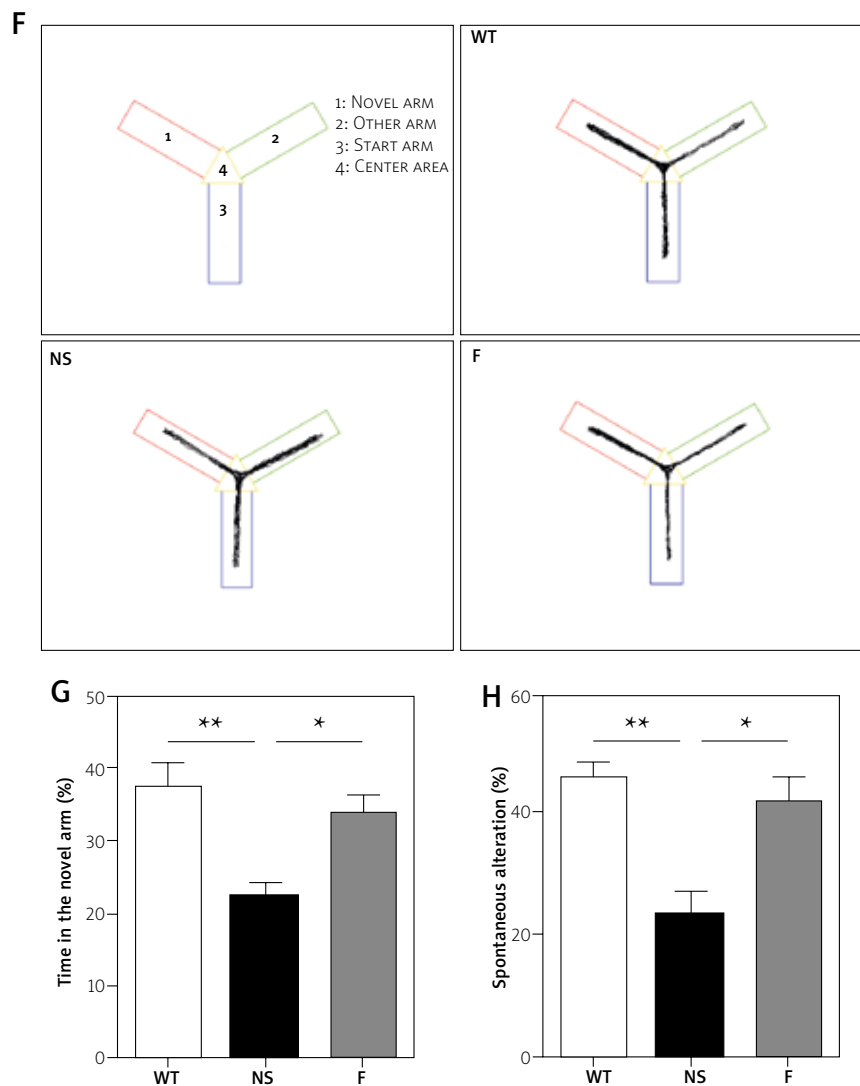 F
1: Novel arm
2: Other arm
3: Start arm
4: Center area
1
2
4
3
WT
NS
F
G
Time in the novel arm (%)
50
40
30
20
10
0
** *
WT NS F
H
Spontaneous alteration (%)
60
40
20
0
** *
WT NS F